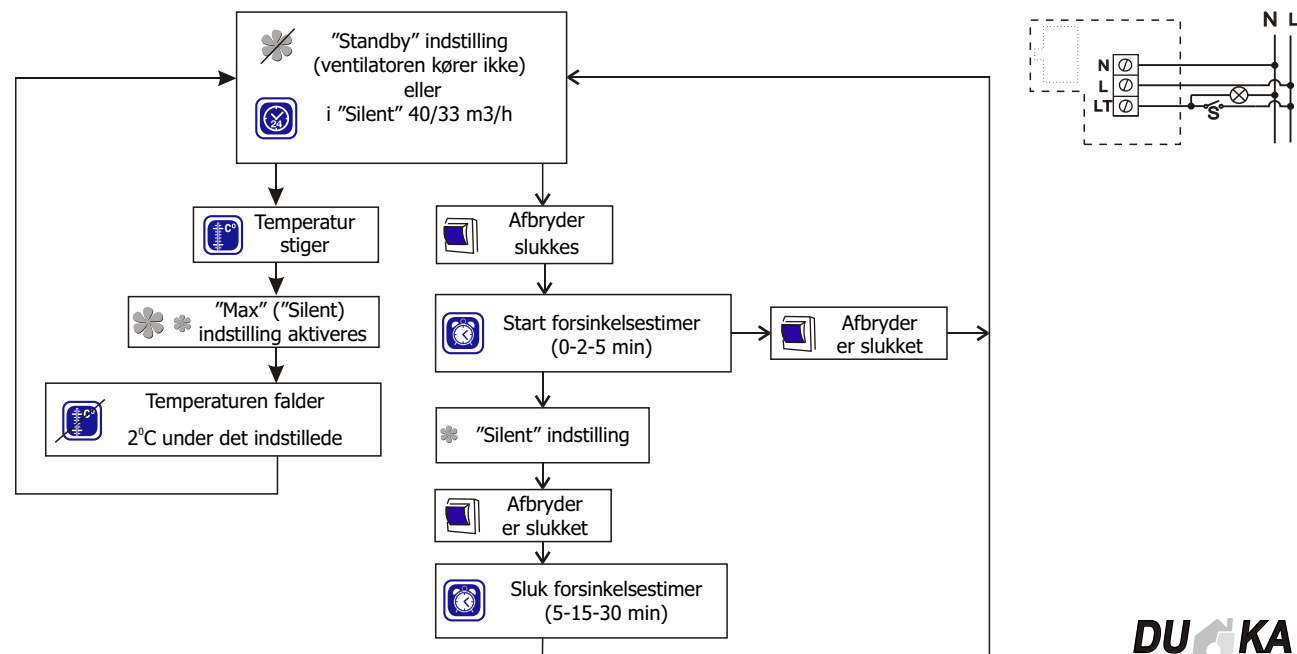 "Standby" indstilling
(ventilatoren kører ikke)
eller
i "Silent" 40/33 m3/h
24
N L
N
L
LT
S
Temperatur
stiger
C°
Afbryder
slukkes
"Max" ("Silent)
indstilling aktiveres
Start forsinkelsestimer
(0-2-5 min)
Afbryder
er slukket
Temperaturen falder
2°C under det indstillede
C°
"Silent" indstilling
Afbryder
er slukket
Sluk forsinkelsestimer
(5-15-30 min)
DUKA